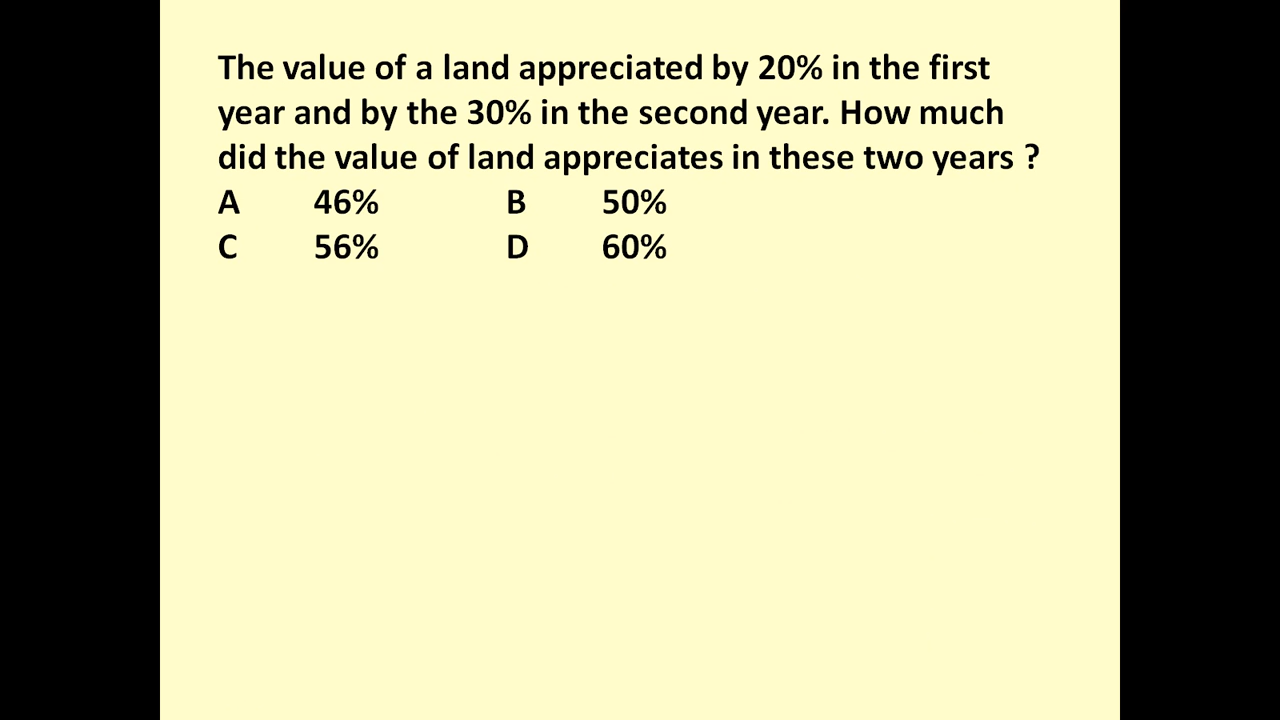 The value of a land appreciated by 20% in the first
year and by the 30% in the second year. How much
did the value of land appreciates in these two years ?
A 46% B 50%
C 56% D 60%